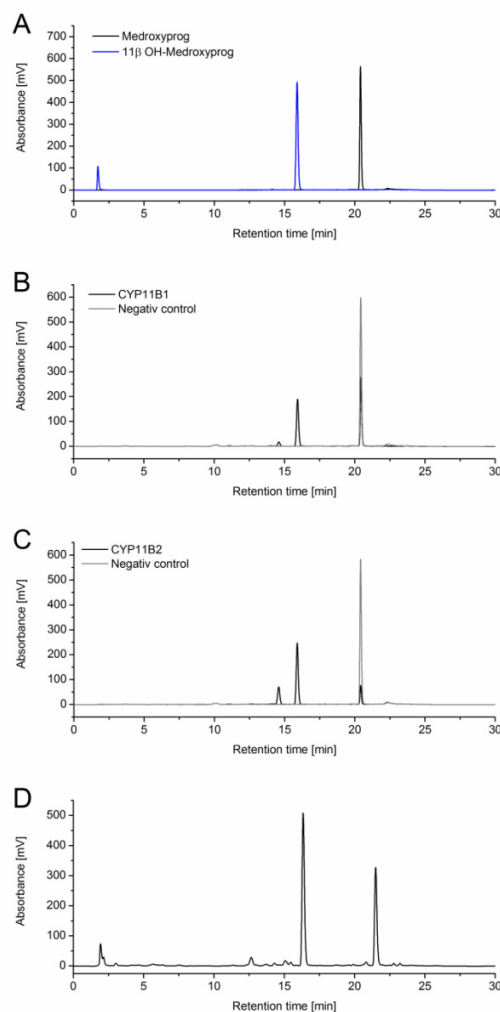 A
Medroxyprog
11β OH-Medroxyprog
Absorbance [mV]
700
600
500
400
300
200
100
0
0 5 10 15 20 25 30
Retention time [min]
B
CYP11B1
Negativ control
Absorbance [mV]
600
500
400
300
200
100
0
0 5 10 15 20 25 30
Retention time [min]
C
CYP11B2
Negativ control
Absorbance [mV]
600
500
400
300
200
100
0
0 5 10 15 20 25 30
Retention time [min]
D
Absorbance [mV]
500
400
300
200
100
0
0 5 10 15 20 25 30
Retention time [min]